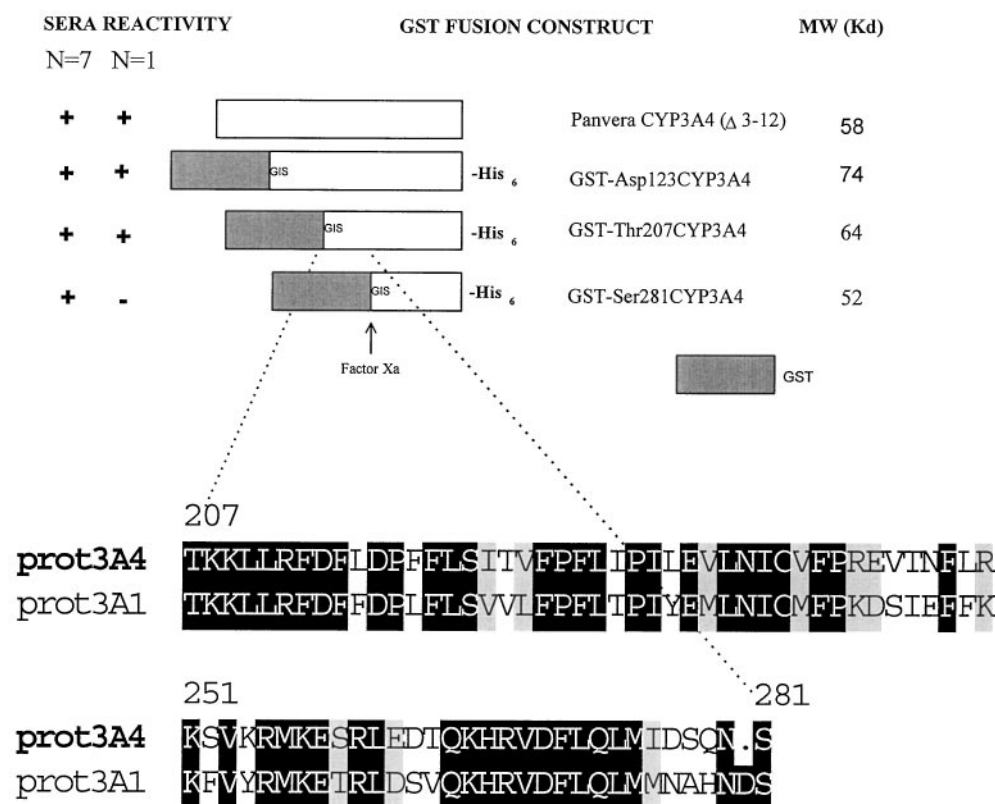 SERA REACTIVITY GST FUSION CONSTRUCT MW (Kd)
N=7 N=1
+ + Panvera CYP3A4 (Δ 3-12) 58
+ + GIS -His 6 GST-Asp123CYP3A4 74
+ + GIS -His 6 GST-Thr207CYP3A4 64
+ - GIS -His 6 GST-Ser281CYP3A4 52
Factor Xa
GST
207
prot3A4 TKKLLRFDFLDPFFLSITVFPFLIPILEVLNICVFPREVTNFLR
prot3A1 TKKLLRFDFFDPLFLSVVLFPFLTPIYEMLNICMFPKDSIEFFK
251 281
prot3A4 KSVKRMKESRLEDTQKHRVDFLQLMIDSQN.S
prot3A1 KFVYRMKETRLDSVQKHRVDFLQLMMNAHNDS